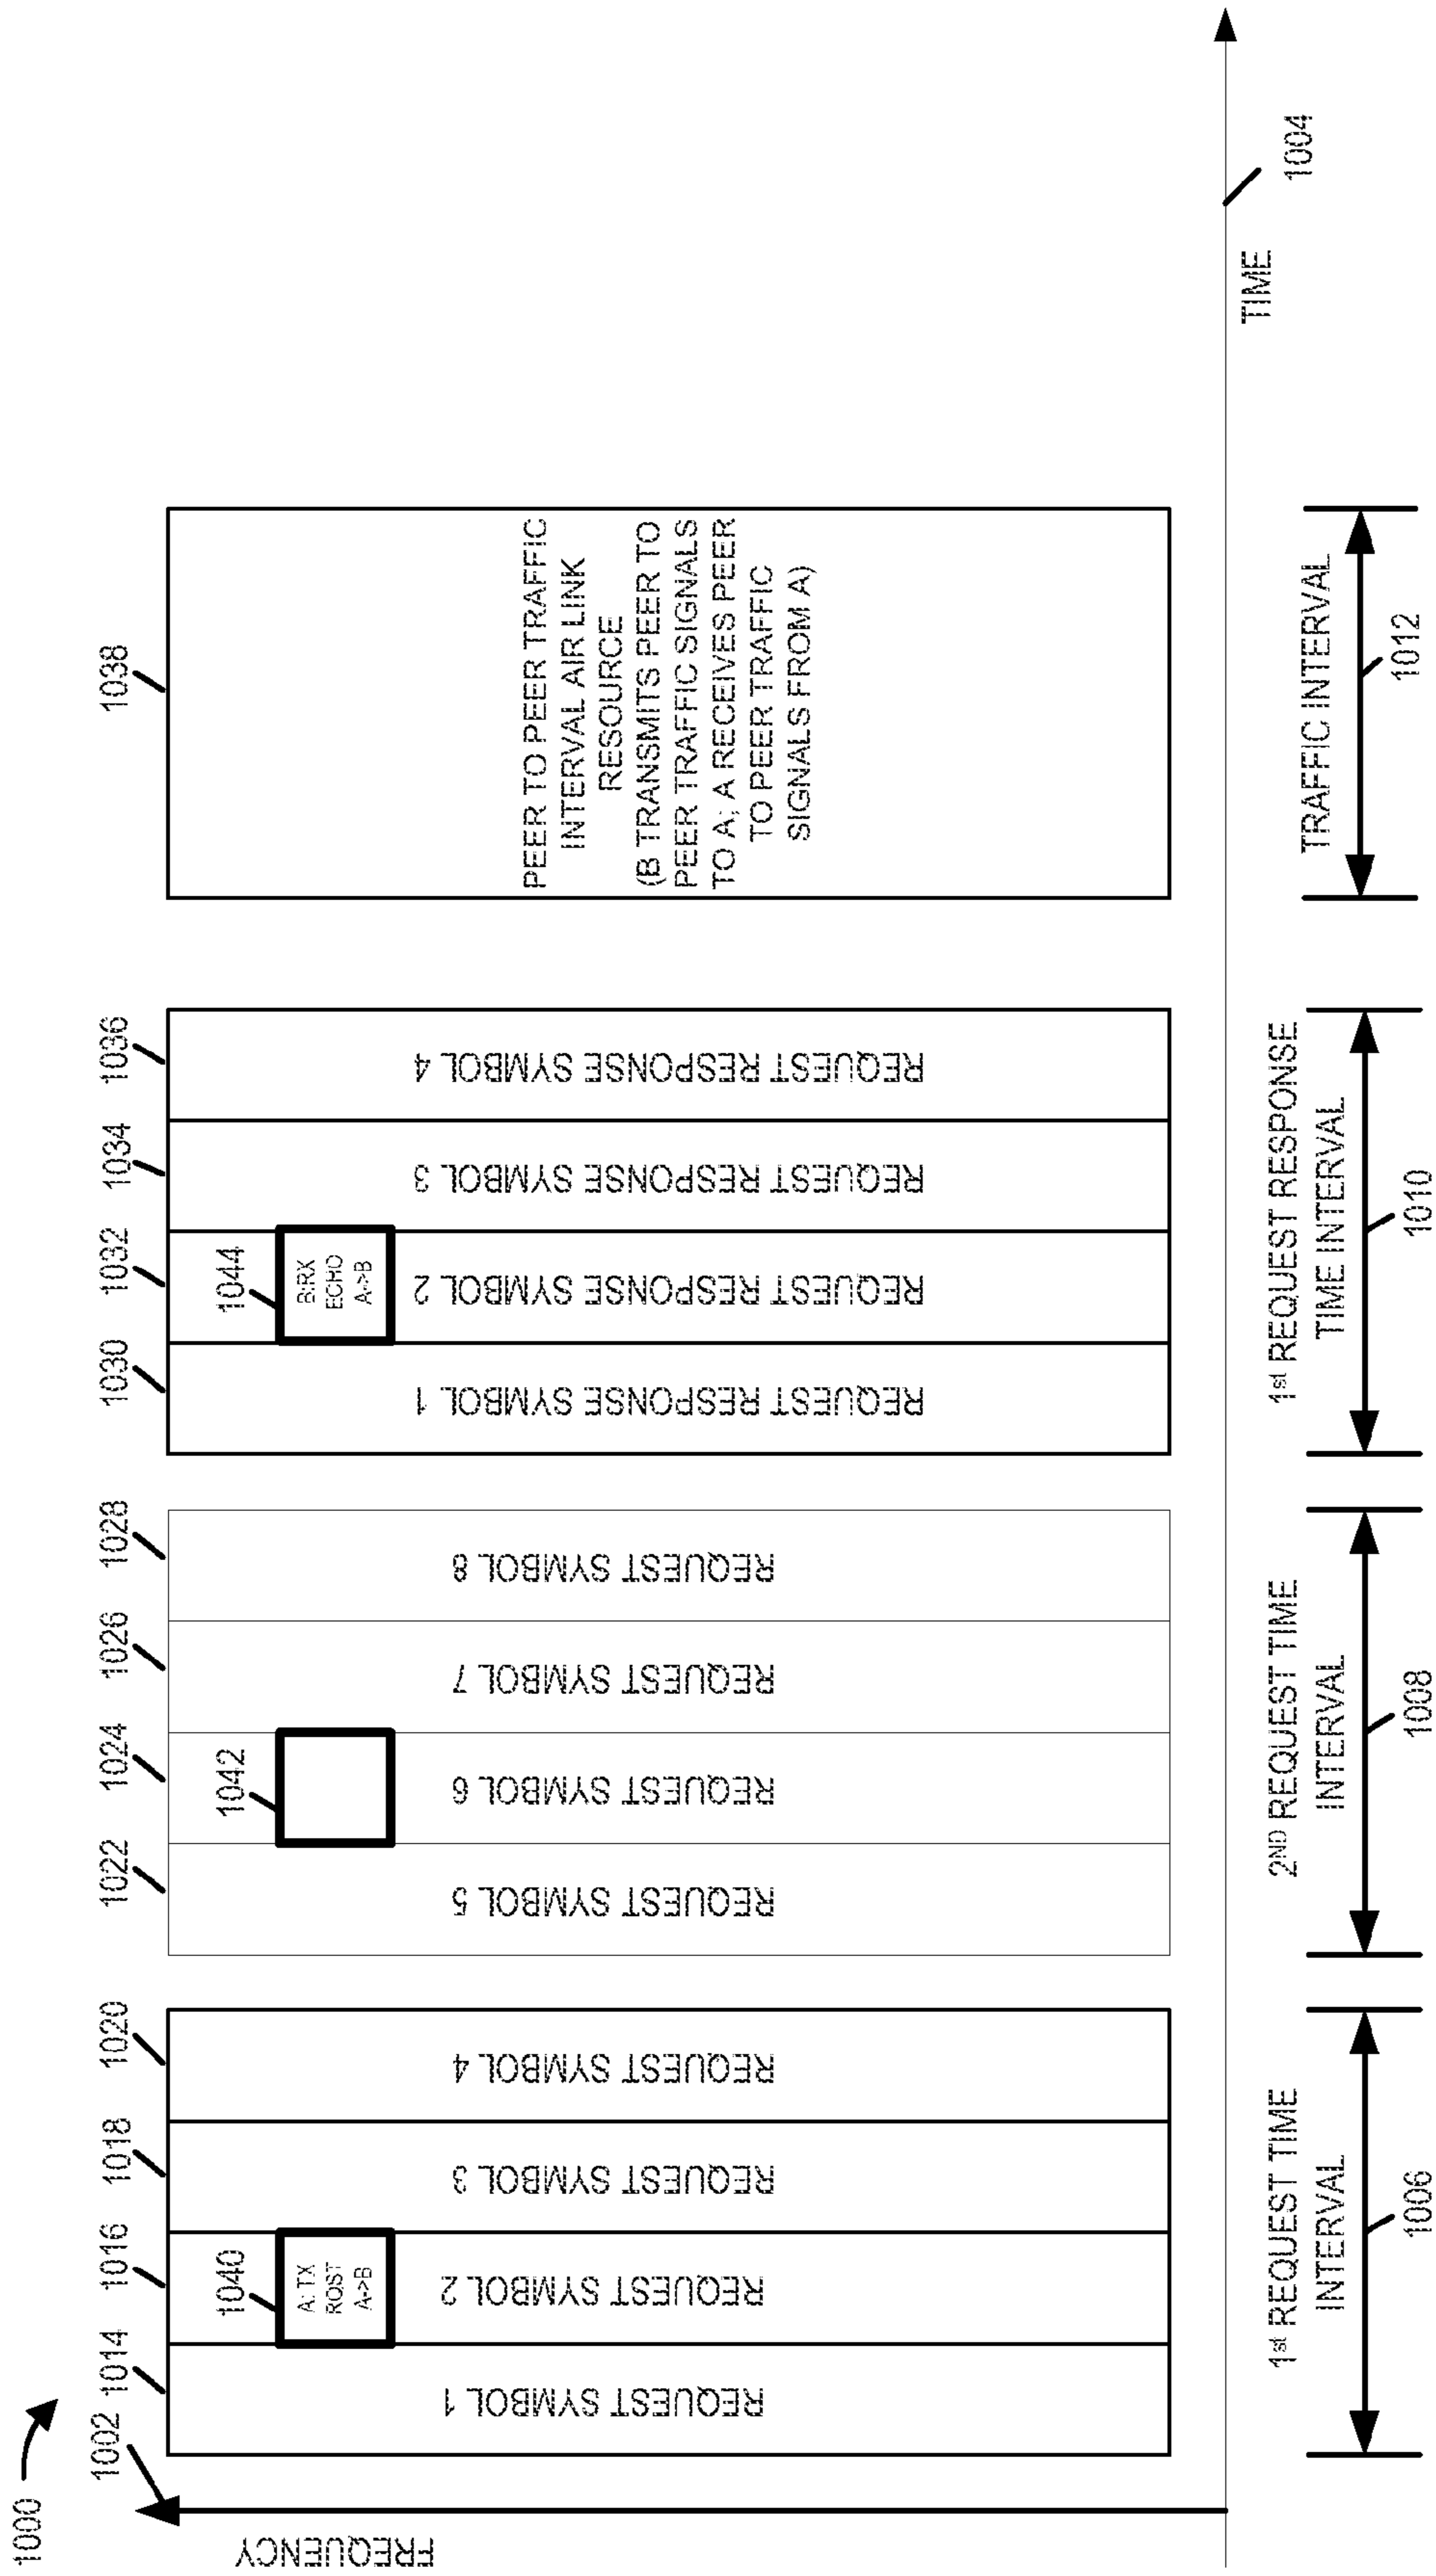 1000
FREQUENCY
1002
1014
1016
1018
1020
1022
1024
1026
1028
1030
1032
1034
1036
1038
1040
1042
1044
A: TX
RQST
A->B
B:RX
ECHO
A->B
REQUEST SYMBOL 1
REQUEST SYMBOL 2
REQUEST SYMBOL 3
REQUEST SYMBOL 4
REQUEST SYMBOL 5
REQUEST SYMBOL 6
REQUEST SYMBOL 7
REQUEST SYMBOL 8
REQUEST RESPONSE SYMBOL 1
REQUEST RESPONSE SYMBOL 2
REQUEST RESPONSE SYMBOL 3
REQUEST RESPONSE SYMBOL 4
PEER TO PEER TRAFFIC
INTERVAL AIR LINK
RESOURCE
(B TRANSMITS PEER TO
PEER TRAFFIC SIGNALS
TO A; A RECEIVES PEER
TO PEER TRAFFIC
SIGNALS FROM A)
TIME
1004
1st REQUEST TIME
INTERVAL
1006
2ND REQUEST TIME
INTERVAL
1008
1st REQUEST RESPONSE
TIME INTERVAL
1010
TRAFFIC INTERVAL
1012